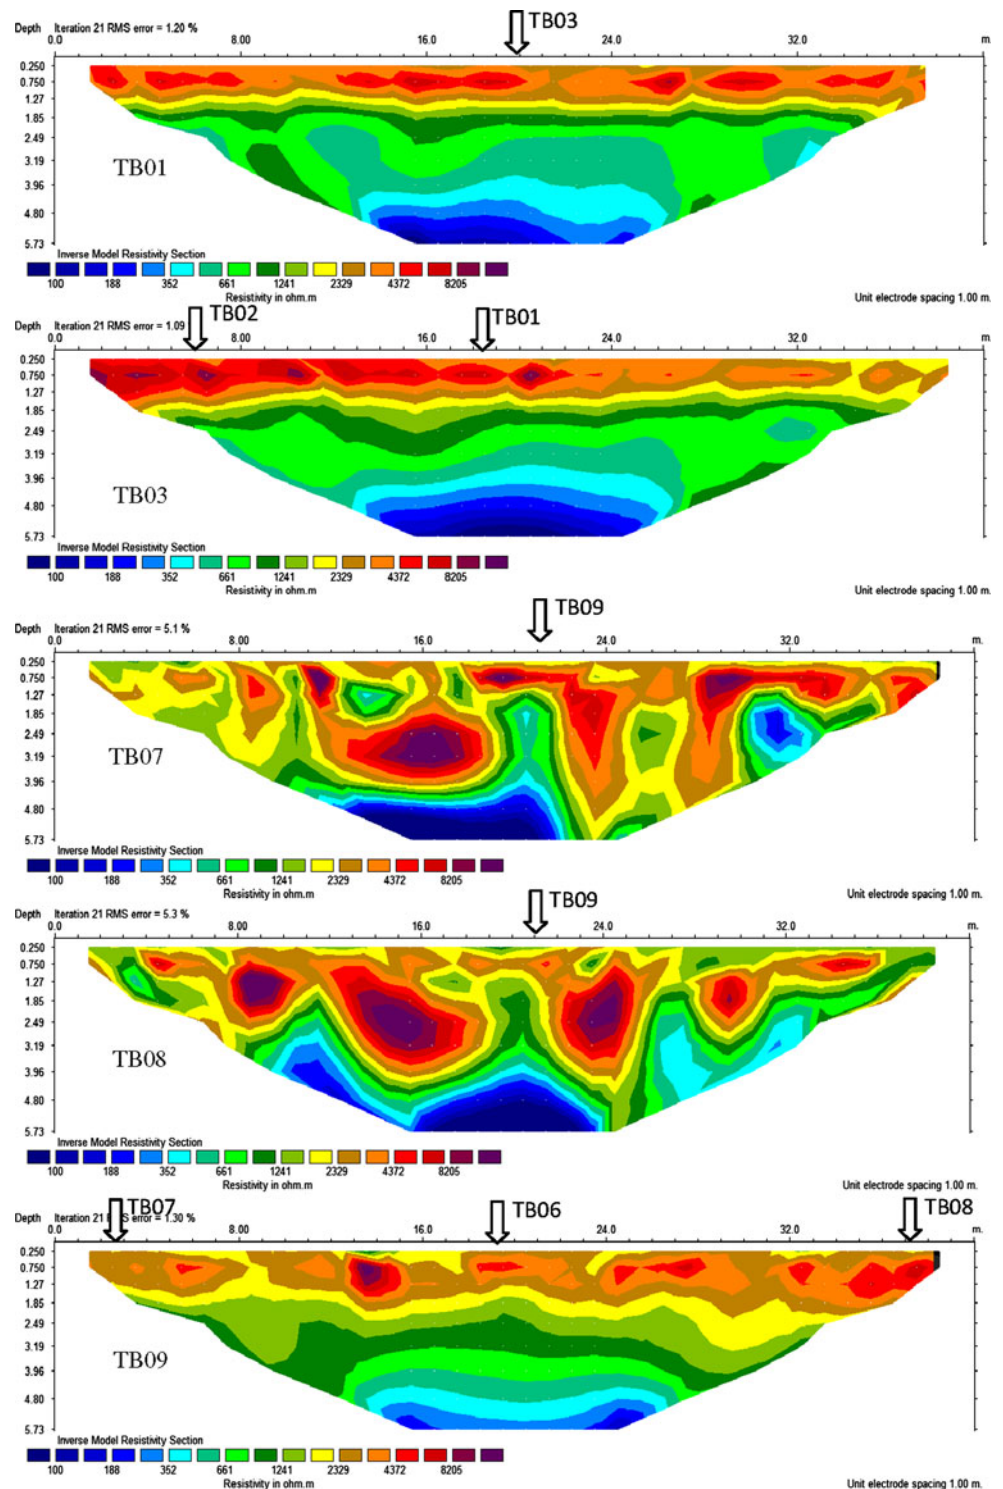 TB03
Depth Iteration 21 RMS error = 1.20 %
0.0 8.00 16.0 24.0 32.0 m.
0.250
0.750
1.27
1.85
2.49
3.19
3.96
4.80
5.73
TB01
Inverse Model Resistivity Section
100 188 352 661 1241 2329 4372 8205
Resistivity in ohm.m
Unit electrode spacing 1.00 m.
TB02 TB01
Depth Iteration 21 RMS error = 1.09
0.0 8.00 16.0 24.0 32.0 m.
0.250
0.750
1.27
1.85
2.49
3.19
3.96
4.80
5.73
TB03
Inverse Model Resistivity Section
100 188 352 661 1241 2329 4372 8205
Resistivity in ohm.m
Unit electrode spacing 1.00 m.
TB09
Depth Iteration 21 RMS error = 5.1 %
0.0 8.00 16.0 24.0 32.0 m.
0.250
0.750
1.27
1.85
2.49
3.19
3.96
4.80
5.73
TB07
Inverse Model Resistivity Section
100 188 352 661 1241 2329 4372 8205
Resistivity in ohm.m
Unit electrode spacing 1.00 m.
TB09
Depth Iteration 21 RMS error = 5.3 %
0.0 8.00 16.0 24.0 32.0 m.
0.250
0.750
1.27
1.85
2.49
3.19
3.96
4.80
5.73
TB08
Inverse Model Resistivity Section
100 188 352 661 1241 2329 4372 8205
Resistivity in ohm.m
Unit electrode spacing 1.00 m.
TB07 TB06 TB08
Depth Iteration 21 RMS error = 1.30 %
0.0 8.00 16.0 24.0 32.0 m.
0.250
0.750
1.27
1.85
2.49
3.19
3.96
4.80
5.73
TB09
Inverse Model Resistivity Section
100 188 352 661 1241 2329 4372 8205
Resistivity in ohm.m
Unit electrode spacing 1.00 m.